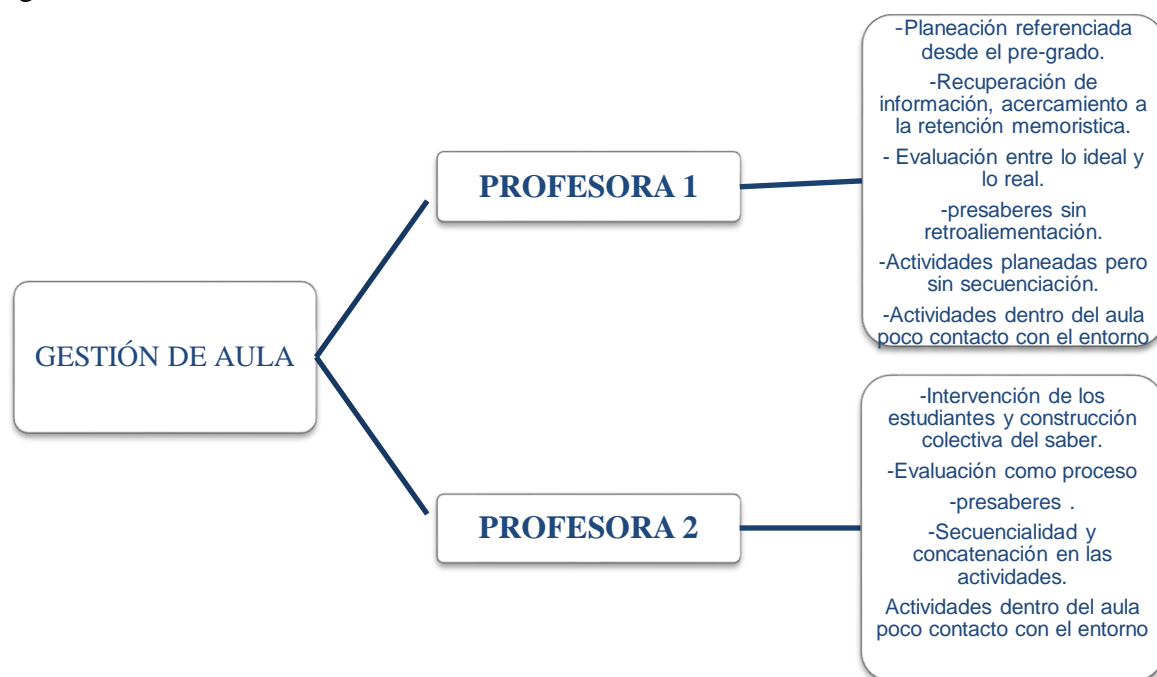 GESTIÓN DE AULA
PROFESORA 1
-Planeación referenciada
desde el pre-grado.
-Recuperación de
información, acercamiento a
la retención memoristica.
- Evaluación entre lo ideal y
lo real.
-presaberes sin
retroaliementación.
-Actividades planeadas pero
sin secuenciación.
-Actividades dentro del aula
poco contacto con el entorno
PROFESORA 2
-Intervención de los
estudiantes y construcción
colectiva del saber.
-Evaluación como proceso
-presaberes .
-Secuencialidad y
concatenación en las
actividades.
Actividades dentro del aula
poco contacto con el entorno